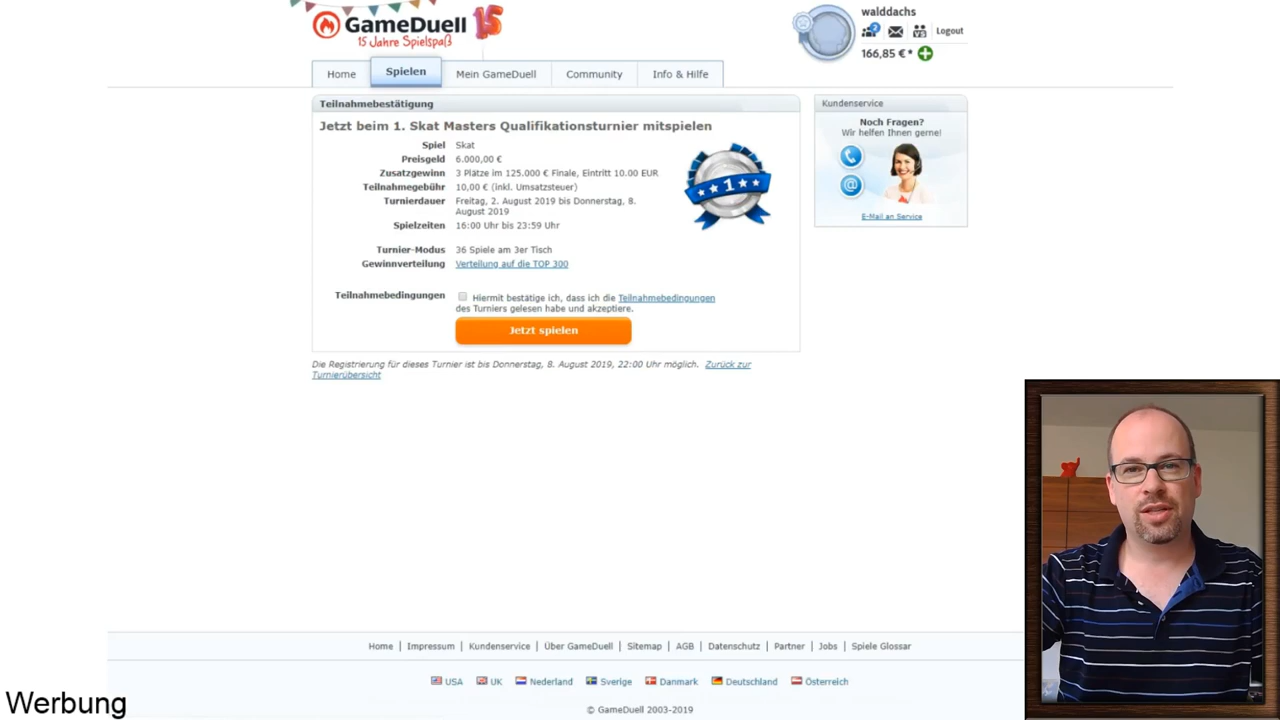 GameDuell 15
15 Jahre Spielspaß
walddachs
2
VS
Logout
166,85 € *
Home
Spielen
Mein GameDuell
Community
Info & Hilfe
Teilnahmebestätigung
Jetzt beim 1. Skat Masters Qualifikationsturnier mitspielen
Spiel Skat
Preisgeld 6.000,00 €
Zusatzgewinn 3 Plätze im 125.000 € Finale, Eintritt 10.00 EUR
Teilnahmegebühr 10,00 € (inkl. Umsatzsteuer)
Turnierdauer Freitag, 2. August 2019 bis Donnerstag, 8.
August 2019
Spielzeiten 16:00 Uhr bis 23:59 Uhr
1
Turnier-Modus 36 Spiele am 3er Tisch
Gewinnverteilung Verteilung auf die TOP 300
Teilnahmebedingungen Hiermit bestätige ich, dass ich die Teilnahmebedingungen
des Turniers gelesen habe und akzeptiere.
Jetzt spielen
Die Registrierung für dieses Turnier ist bis Donnerstag, 8. August 2019, 22:00 Uhr möglich. Zurück zur
Turnierübersicht
Kundenservice
Noch Fragen?
Wir helfen Ihnen gerne!
@
E-Mail an Service
Home | Impressum | Kundenservice | Über GameDuell | Sitemap | AGB | Datenschutz | Partner | Jobs | Spiele Glossar
USA UK Nederland Sverige Danmark Deutschland Österreich
© GameDuell 2003-2019
Werbung